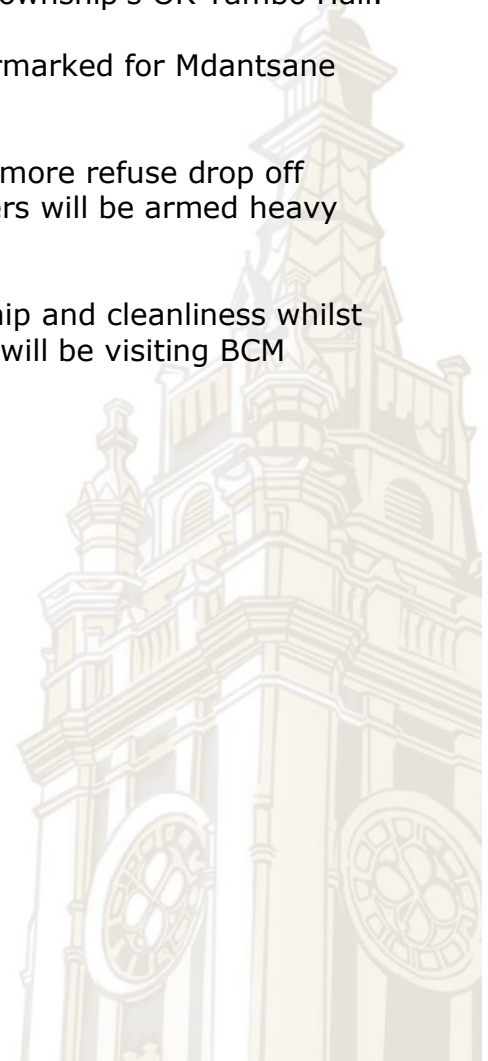 ownship's OR Tambo Hall.
rmarked for Mdantsane
more refuse drop off
ers will be armed heavy
hip and cleanliness whilst
will be visiting BCM